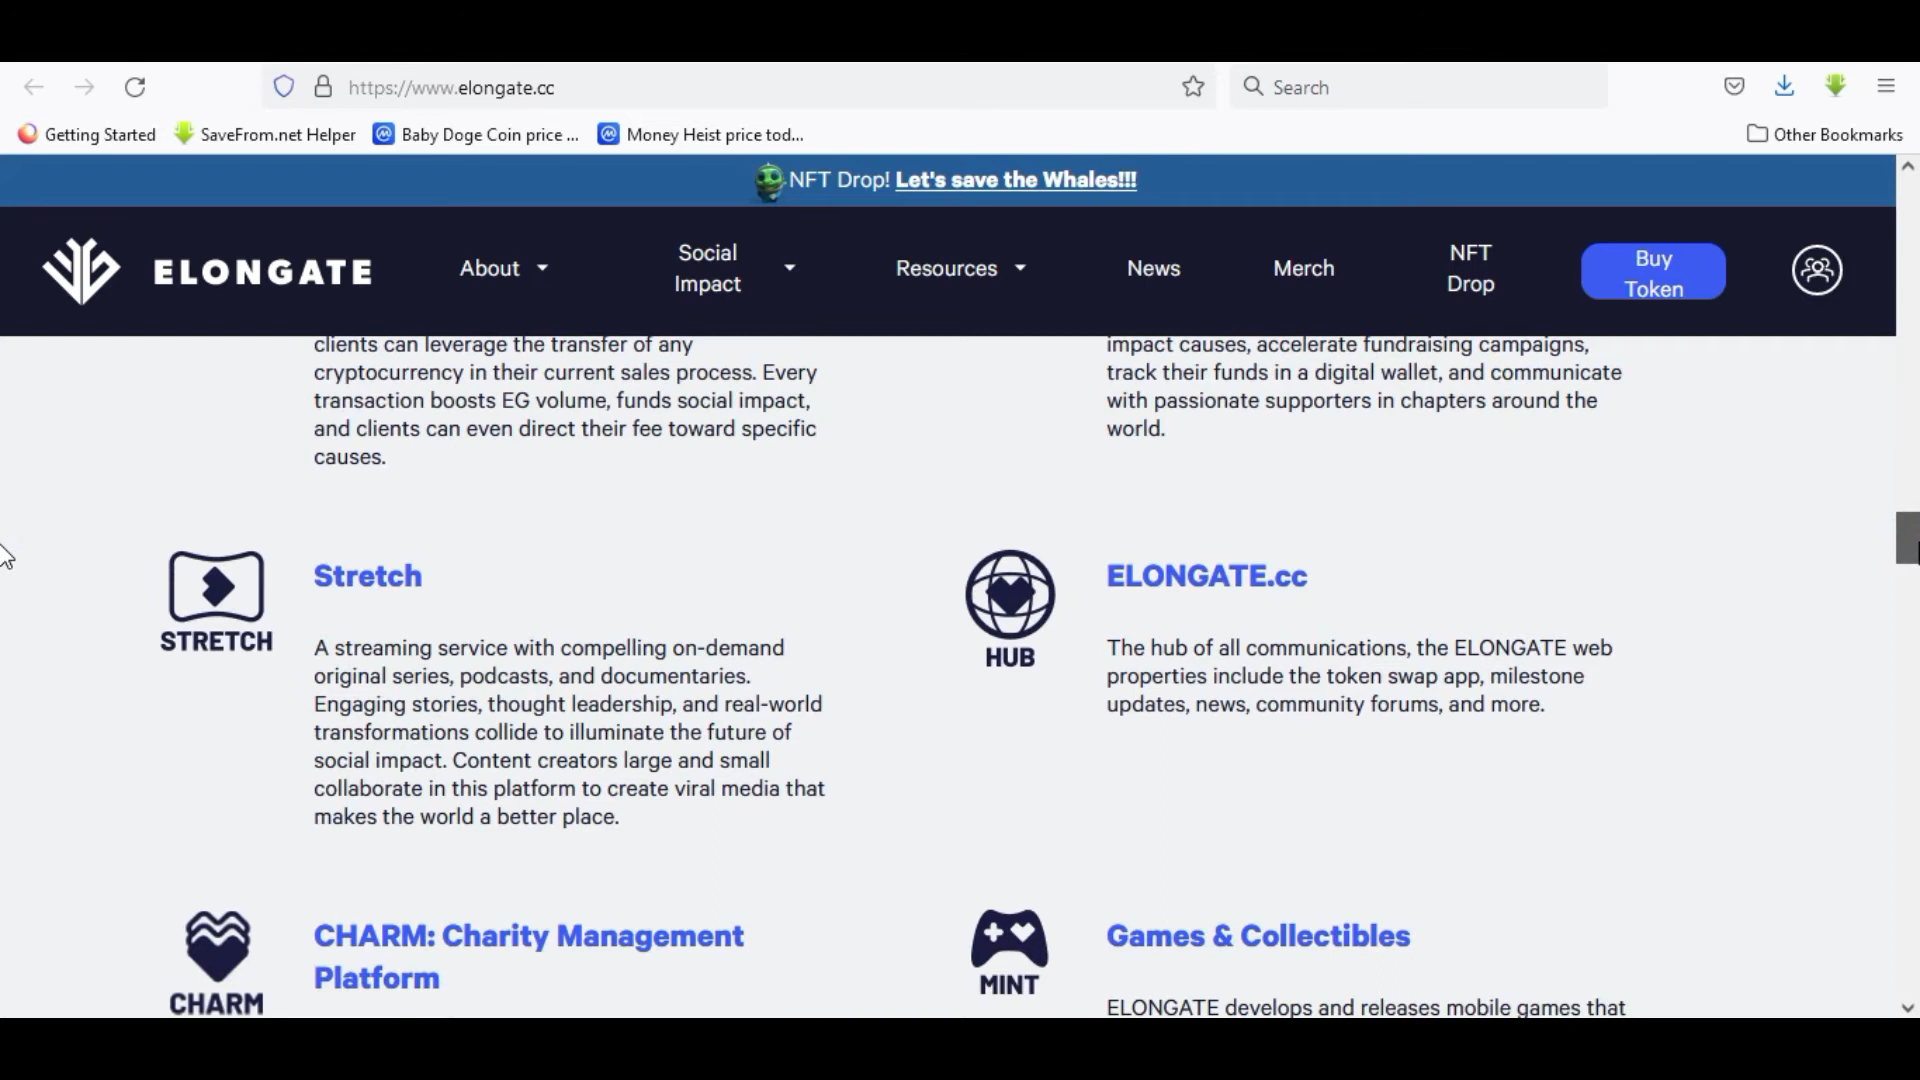 https://www.elongate.cc
Search
Getting Started
SaveFrom.net Helper
Baby Doge Coin price ...
Money Heist price tod...
Other Bookmarks
NFT Drop! Let's save the Whales!!!
ELONGATE
About
Social
Impact
Resources
News
Merch
NFT
Drop
Buy
Token
clients can leverage the transfer of any
cryptocurrency in their current sales process. Every
transaction boosts EG volume, funds social impact,
and clients can even direct their fee toward specific
causes.
impact causes, accelerate fundraising campaigns,
track their funds in a digital wallet, and communicate
with passionate supporters in chapters around the
world.
STRETCH
Stretch
A streaming service with compelling on-demand
original series, podcasts, and documentaries.
Engaging stories, thought leadership, and real-world
transformations collide to illuminate the future of
social impact. Content creators large and small
collaborate in this platform to create viral media that
makes the world a better place.
HUB
ELONGATE.cc
The hub of all communications, the ELONGATE web
properties include the token swap app, milestone
updates, news, community forums, and more.
CHARM
CHARM: Charity Management
Platform
MINT
Games & Collectibles
ELONGATE develops and releases mobile games that